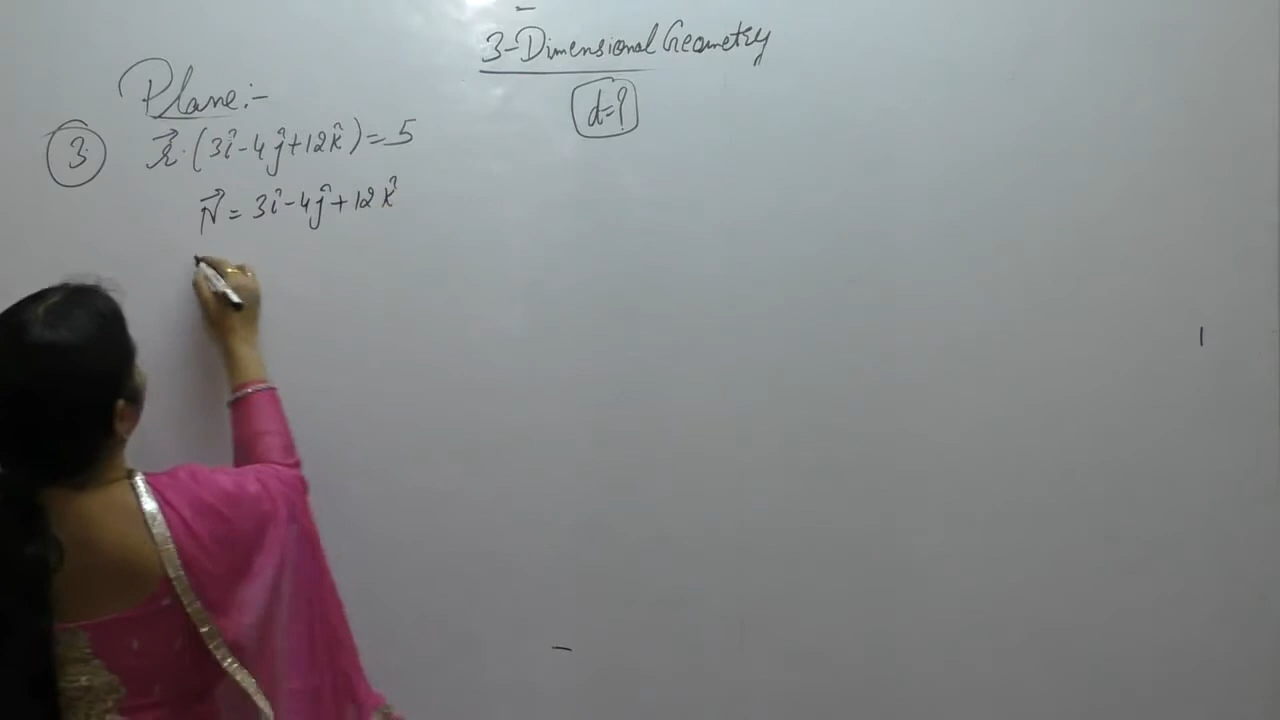 3-Dimensional Geometry
d=?
Plane:-
③ r⃗.(3î-4ĵ+12k̂)=5
N⃗ = 3î-4ĵ+12k̂